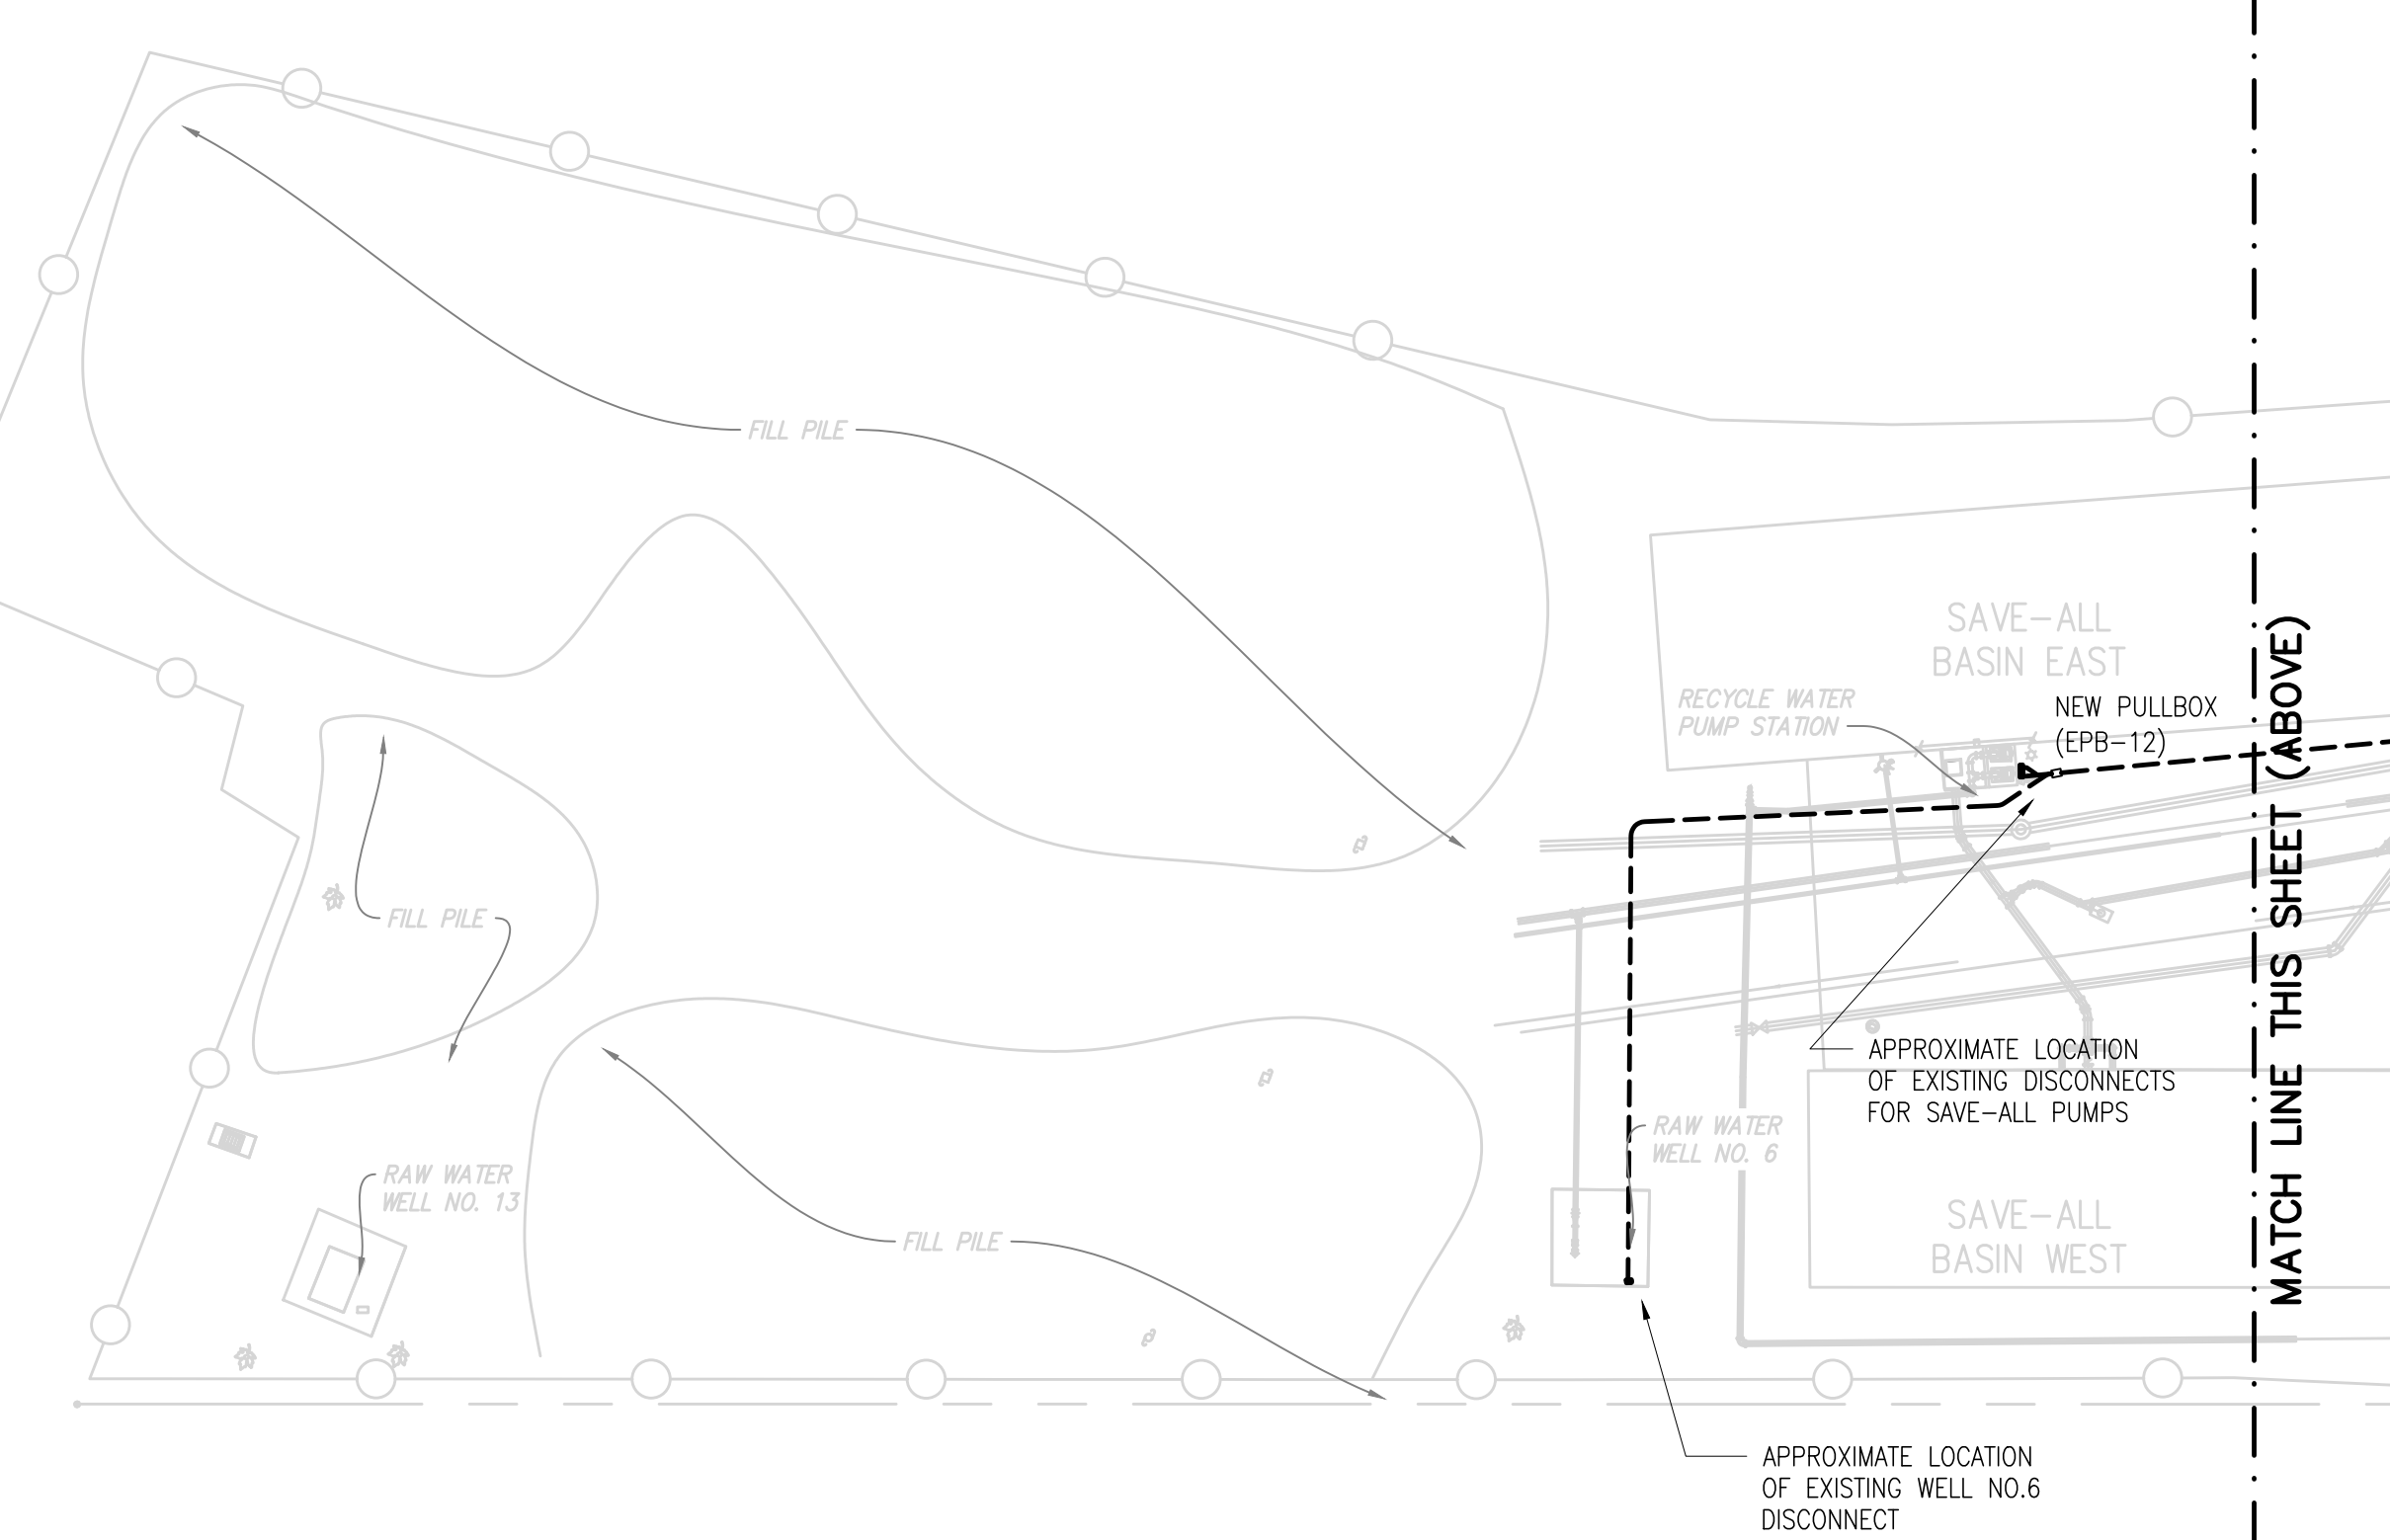 FILL PILE
SAVE-ALL
BASIN EAST
RECYCLE WATER
PUMP STATION
NEW PULLBOX
(EPB-12)
MATCH LINE THIS SHEET (ABOVE)
FILL PILE
APPROXIMATE LOCATION
OF EXISTING DISCONNECTS
FOR SAVE-ALL PUMPS
RAW WATER
WELL NO. 6
RAW WATER
WELL NO. 13
FILL PILE
SAVE-ALL
BASIN WEST
APPROXIMATE LOCATION
OF EXISTING WELL NO.6
DISCONNECT